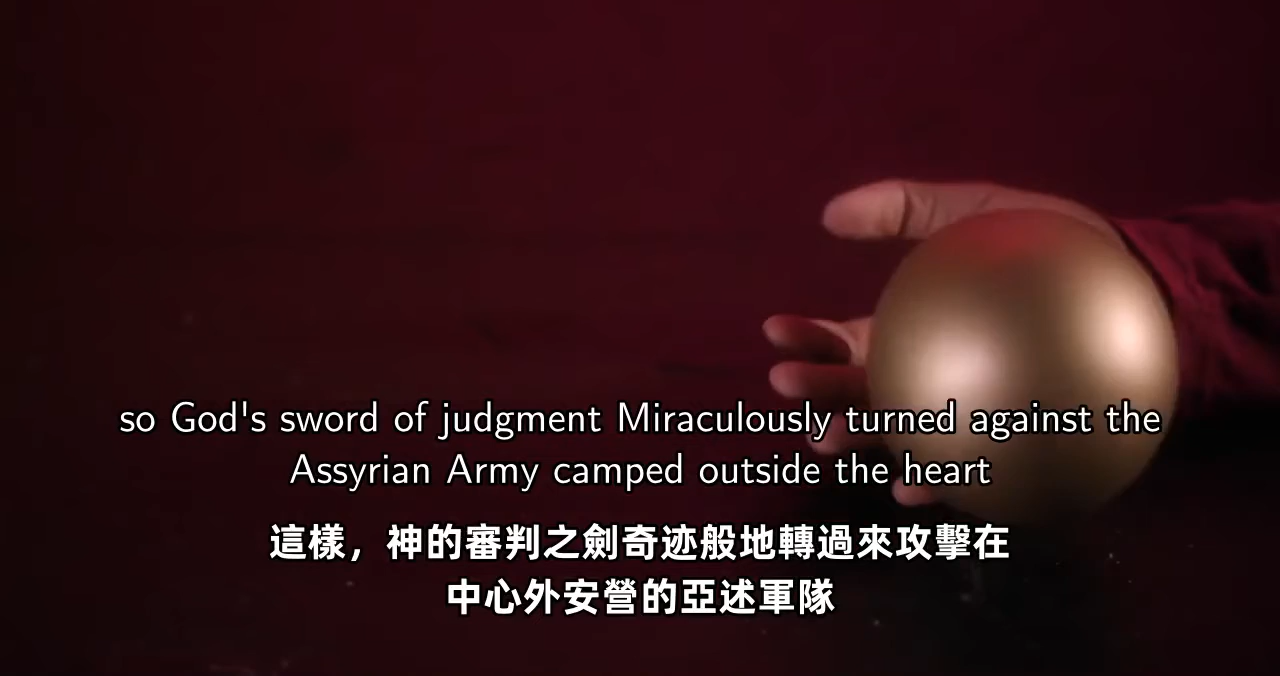 so God's sword of judgment Miraculously turned against the
Assyrian Army camped outside the heart
這樣，神的審判之劍奇迹般地轉過來攻擊在
中心外安營的亞述軍隊